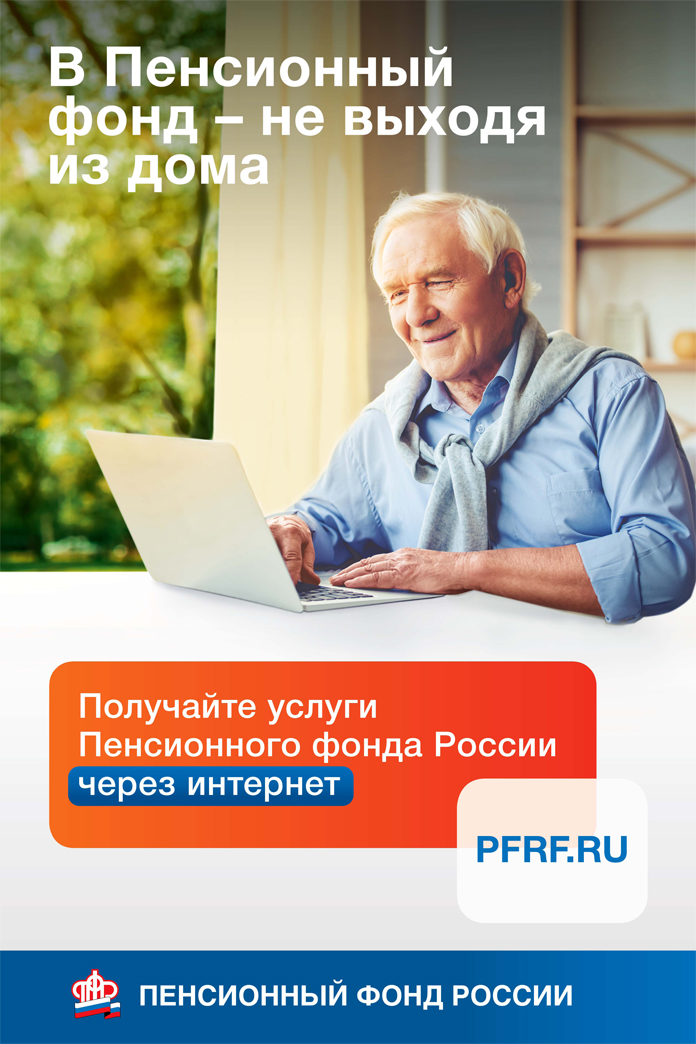 В Пенсионный
фонд – не выходя
из дома
Получайте услуги
Пенсионного фонда России
через интернет
PFRF.RU
ПЕНСИОННЫЙ ФОНД РОССИИ